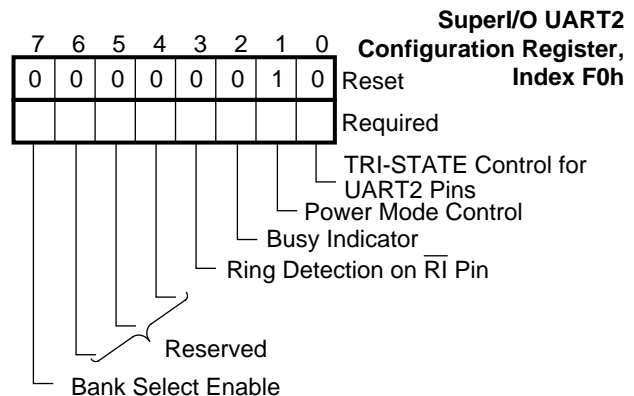 SuperI/O UART2
Configuration Register,
Index F0h
7 6 5 4 3 2 1 0
0 0 0 0 0 0 1 0 Reset
Required
TRI-STATE Control for
UART2 Pins
Power Mode Control
Busy Indicator
Ring Detection on R̅I̅ Pin
Reserved
Bank Select Enable